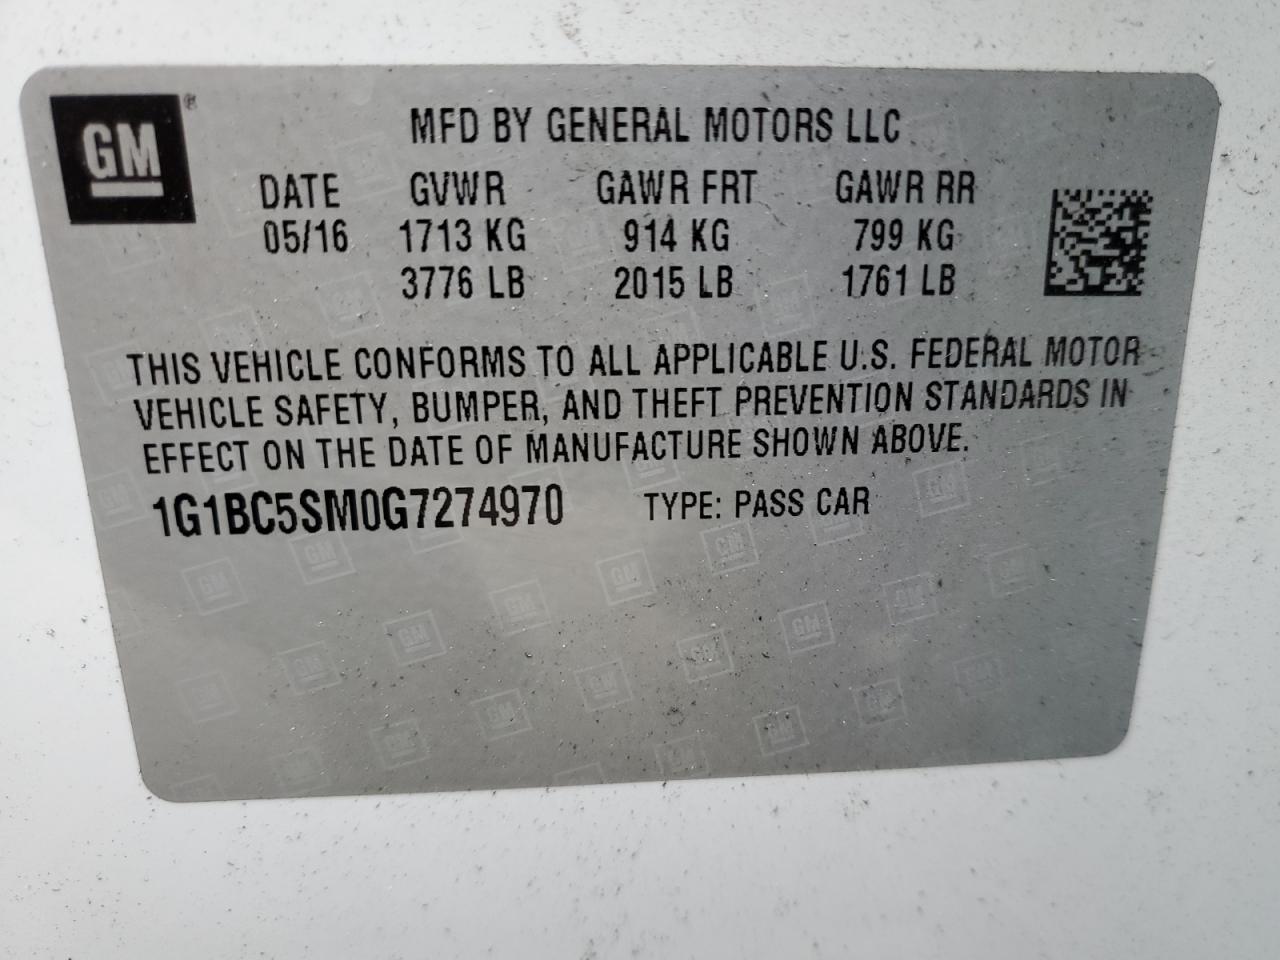 GM®
MFD BY GENERAL MOTORS LLC
DATE GVWR GAWR FRT GAWR RR
05/16 1713 KG 914 KG 799 KG
3776 LB 2015 LB 1761 LB
THIS VEHICLE CONFORMS TO ALL APPLICABLE U.S. FEDERAL MOTOR
VEHICLE SAFETY, BUMPER, AND THEFT PREVENTION STANDARDS IN
EFFECT ON THE DATE OF MANUFACTURE SHOWN ABOVE.
1G1BC5SM0G7274970 TYPE: PASS CAR